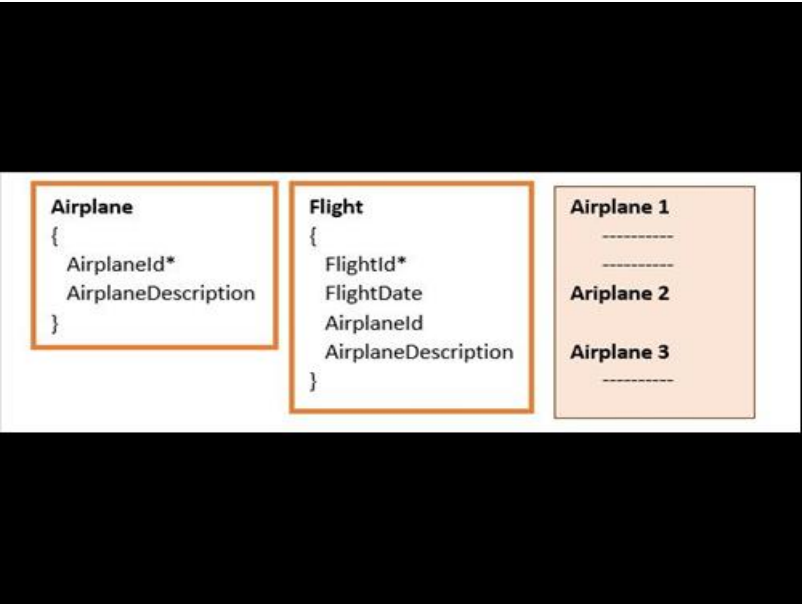 Airplane
{
AirplaneId*
AirplaneDescription
}
Flight
{
FlightId*
FlightDate
AirplaneId
AirplaneDescription
}
Airplane 1
----------
----------
Ariplane 2
Airplane 3
----------